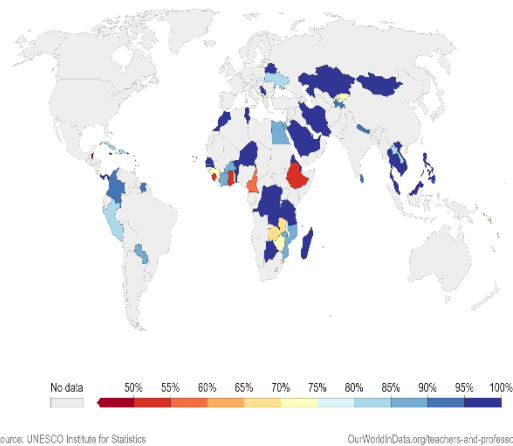 No data 50% 55% 60% 65% 70% 75% 80% 85% 90% 95% 100%
ource: UNESCO Institute for Statistics OurWorldInData.org/teachers-and-professo